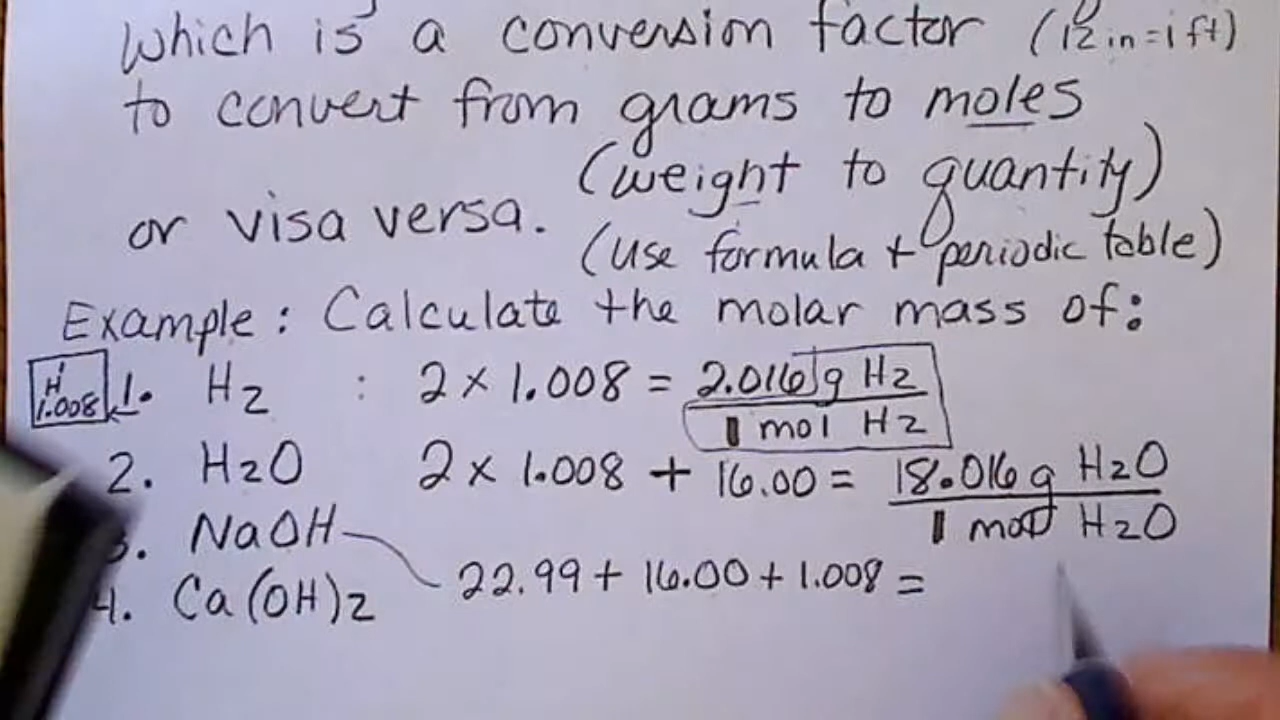 which is a conversion factor (12 in = 1 ft)
to convert from grams to moles
(weight to quantity)
or visa versa.
(use formula + periodic table)
Example: Calculate the molar mass of:
H 1.008
1. H2 : 2 x 1.008 = 2.016 g H2
1 mol H2
2. H2O 2 x 1.008 + 16.00 = 18.016 g H2O
1 mol H2O
3. NaOH 22.99 + 16.00 + 1.008 =
4. Ca(OH)2